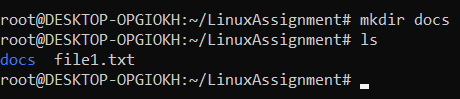 root@DESKTOP-OPGIOKH:~/LinuxAssignment# mkdir docs
root@DESKTOP-OPGIOKH:~/LinuxAssignment# ls
docs  file1.txt
root@DESKTOP-OPGIOKH:~/LinuxAssignment#